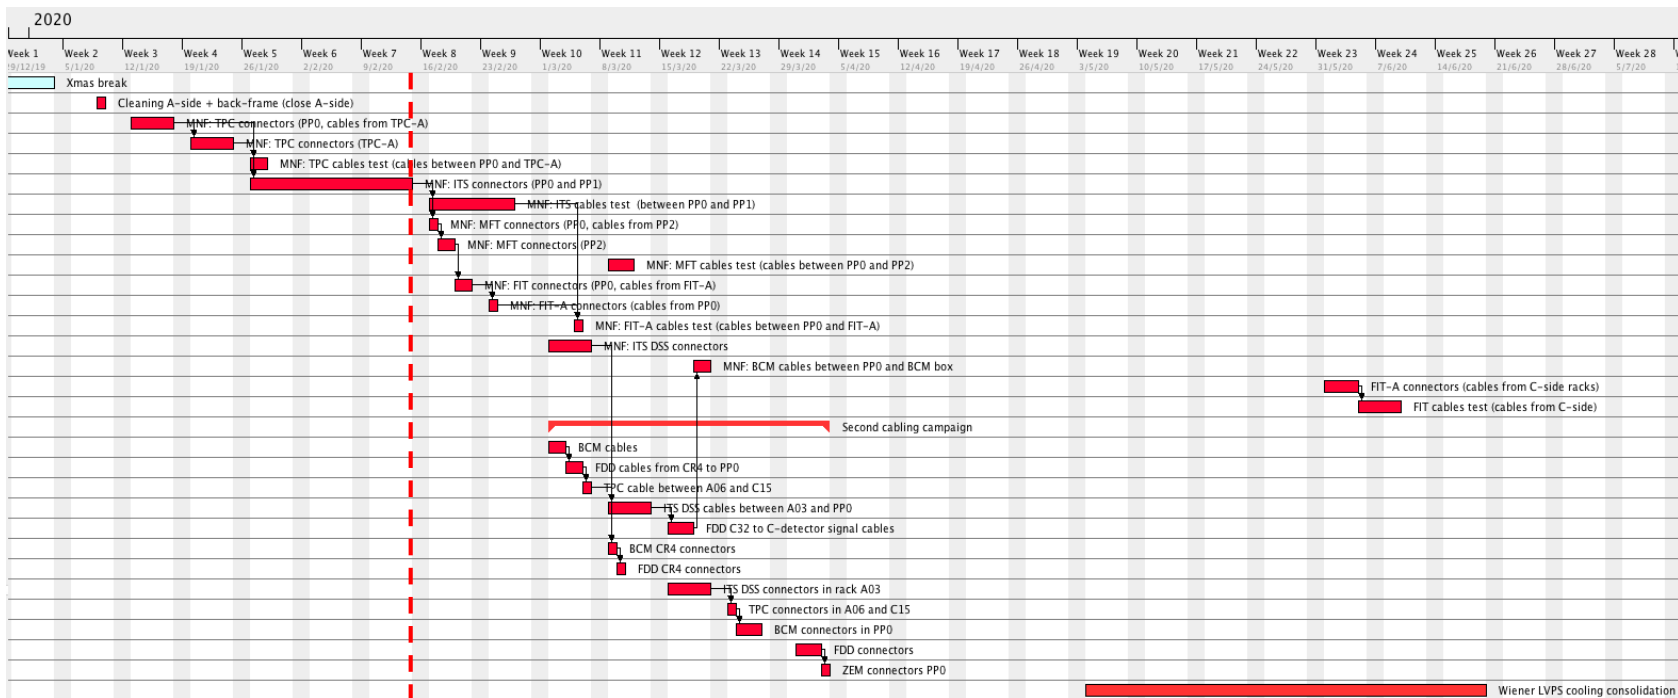 2020
Week 1 Week 2 Week 3 Week 4 Week 5 Week 6 Week 7 Week 8 Week 9 Week 10 Week 11 Week 12 Week 13 Week 14 Week 15 Week 16 Week 17 Week 18 Week 19 Week 20 Week 21 Week 22 Week 23 Week 24 Week 25 Week 26 Week 27 Week 28
29/12/19 5/1/20 12/1/20 19/1/20 26/1/20 2/2/20 9/2/20 16/2/20 23/2/20 1/3/20 8/3/20 15/3/20 22/3/20 29/3/20 5/4/20 12/4/20 19/4/20 26/4/20 3/5/20 10/5/20 17/5/20 24/5/20 31/5/20 7/6/20 14/6/20 21/6/20 28/6/20 5/7/20
Xmas break
Cleaning A-side + back-frame (close A-side)
MNF: TPC connectors (PP0, cables from TPC-A)
MNF: TPC connectors (TPC-A)
MNF: TPC cables test (cables between PP0 and TPC-A)
MNF: ITS connectors (PP0 and PP1)
MNF: ITS cables test (between PP0 and PP1)
MNF: MFT connectors (PP0, cables from PP2)
MNF: MFT connectors (PP2)
MNF: MFT cables test (cables between PP0 and PP2)
MNF: FIT connectors (PP0, cables from FIT-A)
MNF: FIT-A connectors (cables from PP0)
MNF: FIT-A cables test (cables between PP0 and FIT-A)
MNF: ITS DSS connectors
MNF: BCM cables between PP0 and BCM box
FIT-A connectors (cables from C-side racks)
FIT cables test (cables from C-side)
Second cabling campaign
BCM cables
FDD cables from CR4 to PP0
TPC cable between A06 and C15
ITS DSS cables between A03 and PP0
FDD C32 to C-detector signal cables
BCM CR4 connectors
FDD CR4 connectors
ITS DSS connectors in rack A03
TPC connectors in A06 and C15
BCM connectors in PP0
FDD connectors
ZEM connectors PP0
Wiener LVPS cooling consolidation